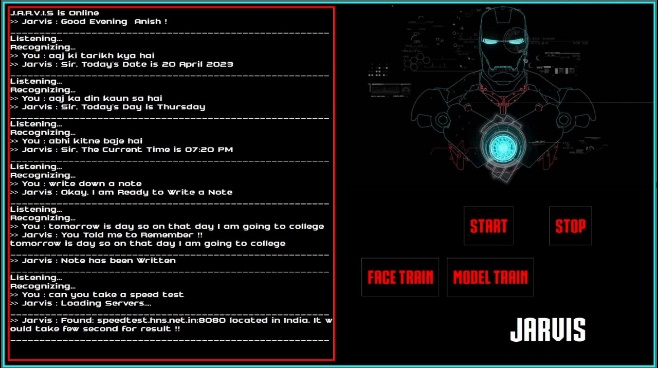 J.A.R.V.I.S is Online
>> Jarvis : Good Evening  Anish !
Listening...
Recognizing...
>> You : aaj ki tarikh kya hai
>> Jarvis : Sir, Today's Date is 20 April 2023
Listening...
Recognizing...
>> You : aaj ka din kaun sa hai
>> Jarvis : Sir, Today's Day is Thursday
Listening...
Recognizing...
>> You : abhi kitne baje hai
>> Jarvis : Sir, The Current Time is 07:20 PM
Listening...
Recognizing...
>> You : write down a note
>> Jarvis : Okay, I am Ready to Write a Note
Listening...
Recognizing...
>> You : tomorrow is day so on that day I am going to college
>> Jarvis : You Told me to Remember !!
tomorrow is day so on that day I am going to college
>> Jarvis : Note has been Written
Listening...
Recognizing...
>> You : can you take a speed test
>> Jarvis : Loading Servers...
>> Jarvis : Found: speedtest.hns.net.in:8080 located in India. It w
ould take few second for result !!
START
STOP
FACE TRAIN
MODEL TRAIN
JARVIS